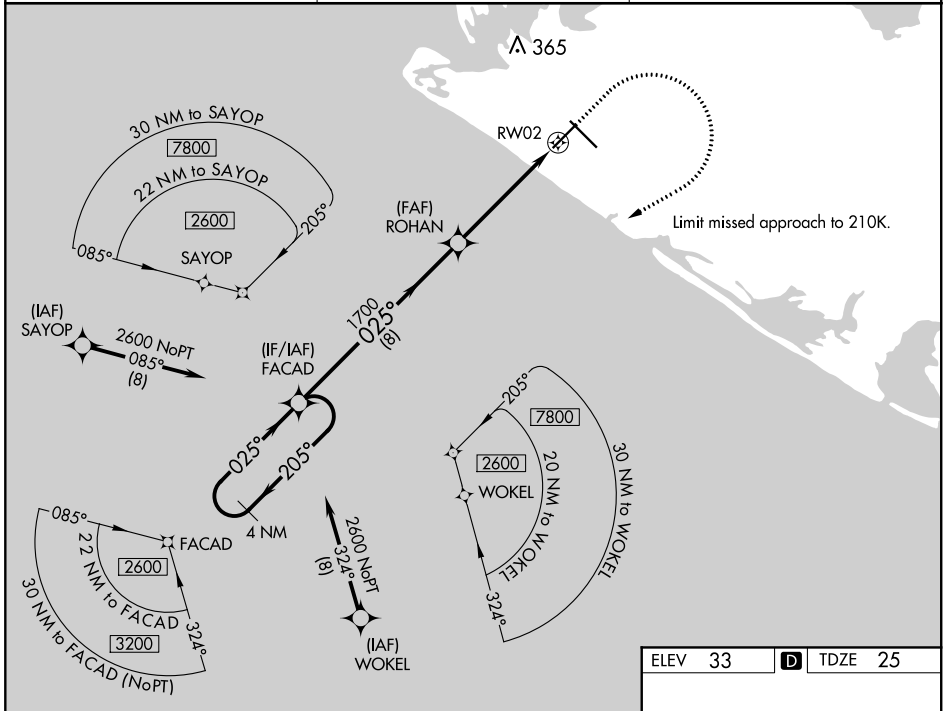 365
30 NM to SAYOP
7800
22 NM to SAYOP
2600
205°
085°
SAYOP
RW02
(FAF)
ROHAN
Limit missed approach to 210K.
(IAF)
SAYOP
2600 NoPT
085°
(8)
1700
025°
(8)
(IF/IAF)
FACAD
025°
205°
4 NM
205°
7800
2600
WOKEL
20 NM to WOKEL
30 NM to WOKEL
324°
085°
FACAD
2600
22 NM to FACAD
3200
30 NM to FACAD (NoPT)
324°
2600 NoPT
324°
(8)
(IAF)
WOKEL
ELEV 33 D TDZE 25